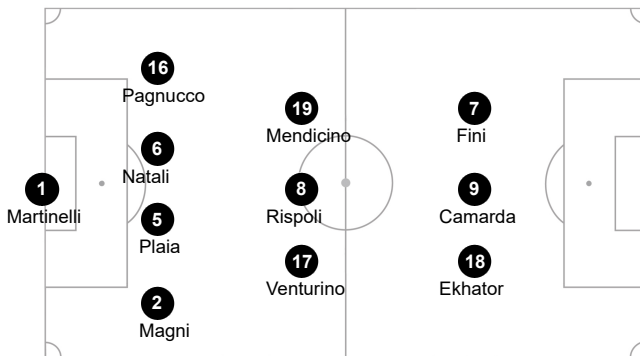 16
Pagnucco
19
Mendicino
7
Fini
6
Natali
1
Martinelli
8
Rispoli
9
Camarda
5
Plaia
17
Venturino
18
Ekhator
2
Magni